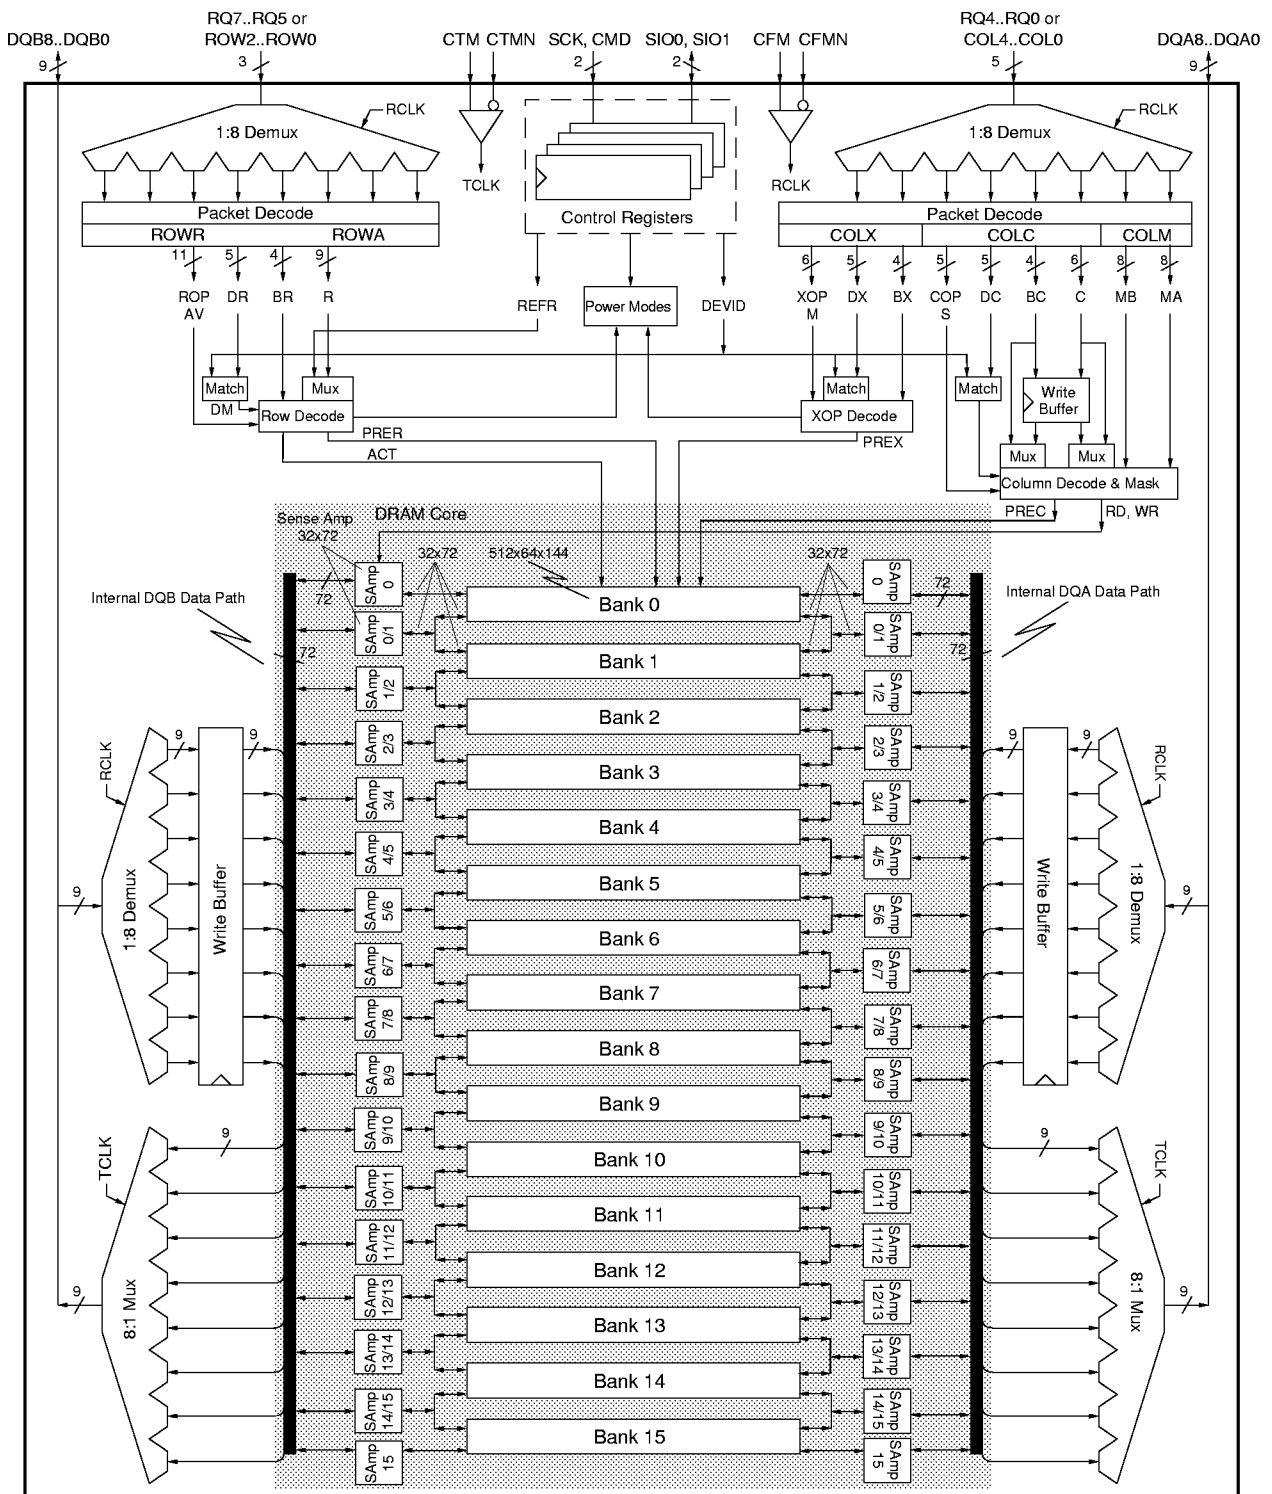 RQ7..RQ5 or
RQ4..RQ0 or
DQB8..DQB0
ROW2..ROW0
CTM CTMN
SCK, CMD
SIO0, SIO1
CFM CFMN
COL4..COL0
DQA8..DQA0
9
3
2
2
5
9
RCLK
RCLK
1:8 Demux
1:8 Demux
TCLK
RCLK
Control Registers
Packet Decode
Packet Decode
ROWR
ROWA
COLX
COLC
COLM
11
5
4
9
6
5
4
5
5
4
6
8
8
ROP
AV
DR
BR
R
REFR
Power Modes
DEVID
XOP
M
DX
BX
COP
S
DC
BC
C
MB
MA
Match
Mux
Match
Match
Write
Buffer
DM
Row Decode
XOP Decode
PRER
PREX
ACT
Mux
Mux
Column Decode & Mask
PREC
RD, WR
Sense Amp
32x72
DRAM Core
32x72
512x64x144
32x72
Internal DQB Data Path
Internal DQA Data Path
72
72
72
72
SAmp
0
Bank 0
SAmp
0
SAmp
0/1
SAmp
0/1
Bank 1
SAmp
1/2
SAmp
1/2
Bank 2
SAmp
2/3
SAmp
2/3
Bank 3
SAmp
3/4
SAmp
3/4
Bank 4
SAmp
4/5
SAmp
4/5
Bank 5
SAmp
5/6
SAmp
5/6
Bank 6
SAmp
6/7
SAmp
6/7
Bank 7
SAmp
7/8
SAmp
7/8
Bank 8
SAmp
8/9
SAmp
8/9
Bank 9
SAmp
9/10
SAmp
9/10
Bank 10
SAmp
10/11
SAmp
10/11
Bank 11
SAmp
11/12
SAmp
11/12
Bank 12
SAmp
12/13
SAmp
12/13
Bank 13
SAmp
13/14
SAmp
13/14
Bank 14
SAmp
14/15
SAmp
14/15
Bank 15
SAmp
15
SAmp
15
RCLK
9
9
9
1:8 Demux
Write Buffer
9
9
RCLK
9
Write Buffer
1:8 Demux
TCLK
9
9
8:1 Mux
9
TCLK
9
8:1 Mux